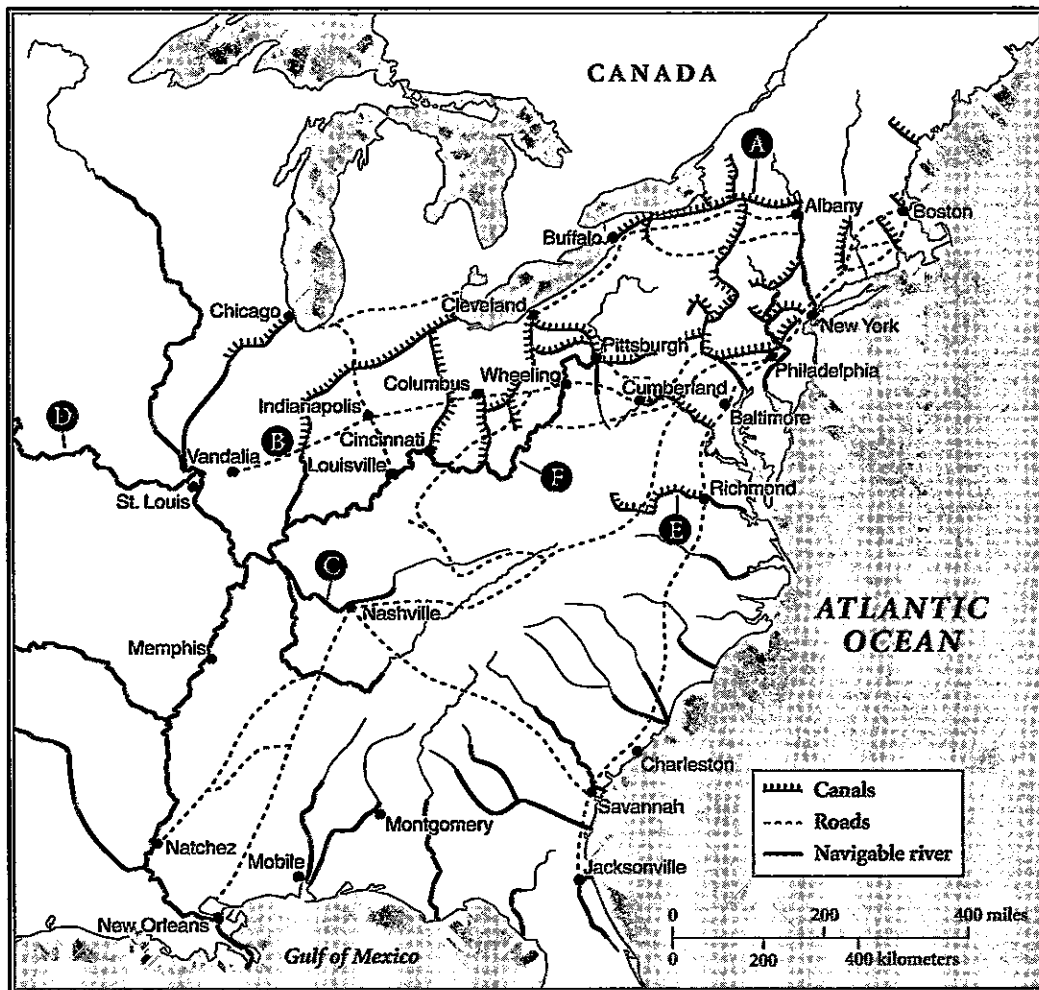 CANADA
A
Albany
Boston
Buffalo
Chicago
Cleveland
New York
Pittsburgh
Philadelphia
Columbus
Wheeling
Cumberland
Indianapolis
Baltimore
D
B
Cincinnati
Vandalia
Louisville
F
St. Louis
Richmond
E
C
Nashville
ATLANTIC
OCEAN
Memphis
Charleston
Canals
Savannah
Roads
Montgomery
Natchez
Navigable river
Mobile
Jacksonville
New Orleans
0 200 400 miles
Gulf of Mexico
0 200 400 kilometers